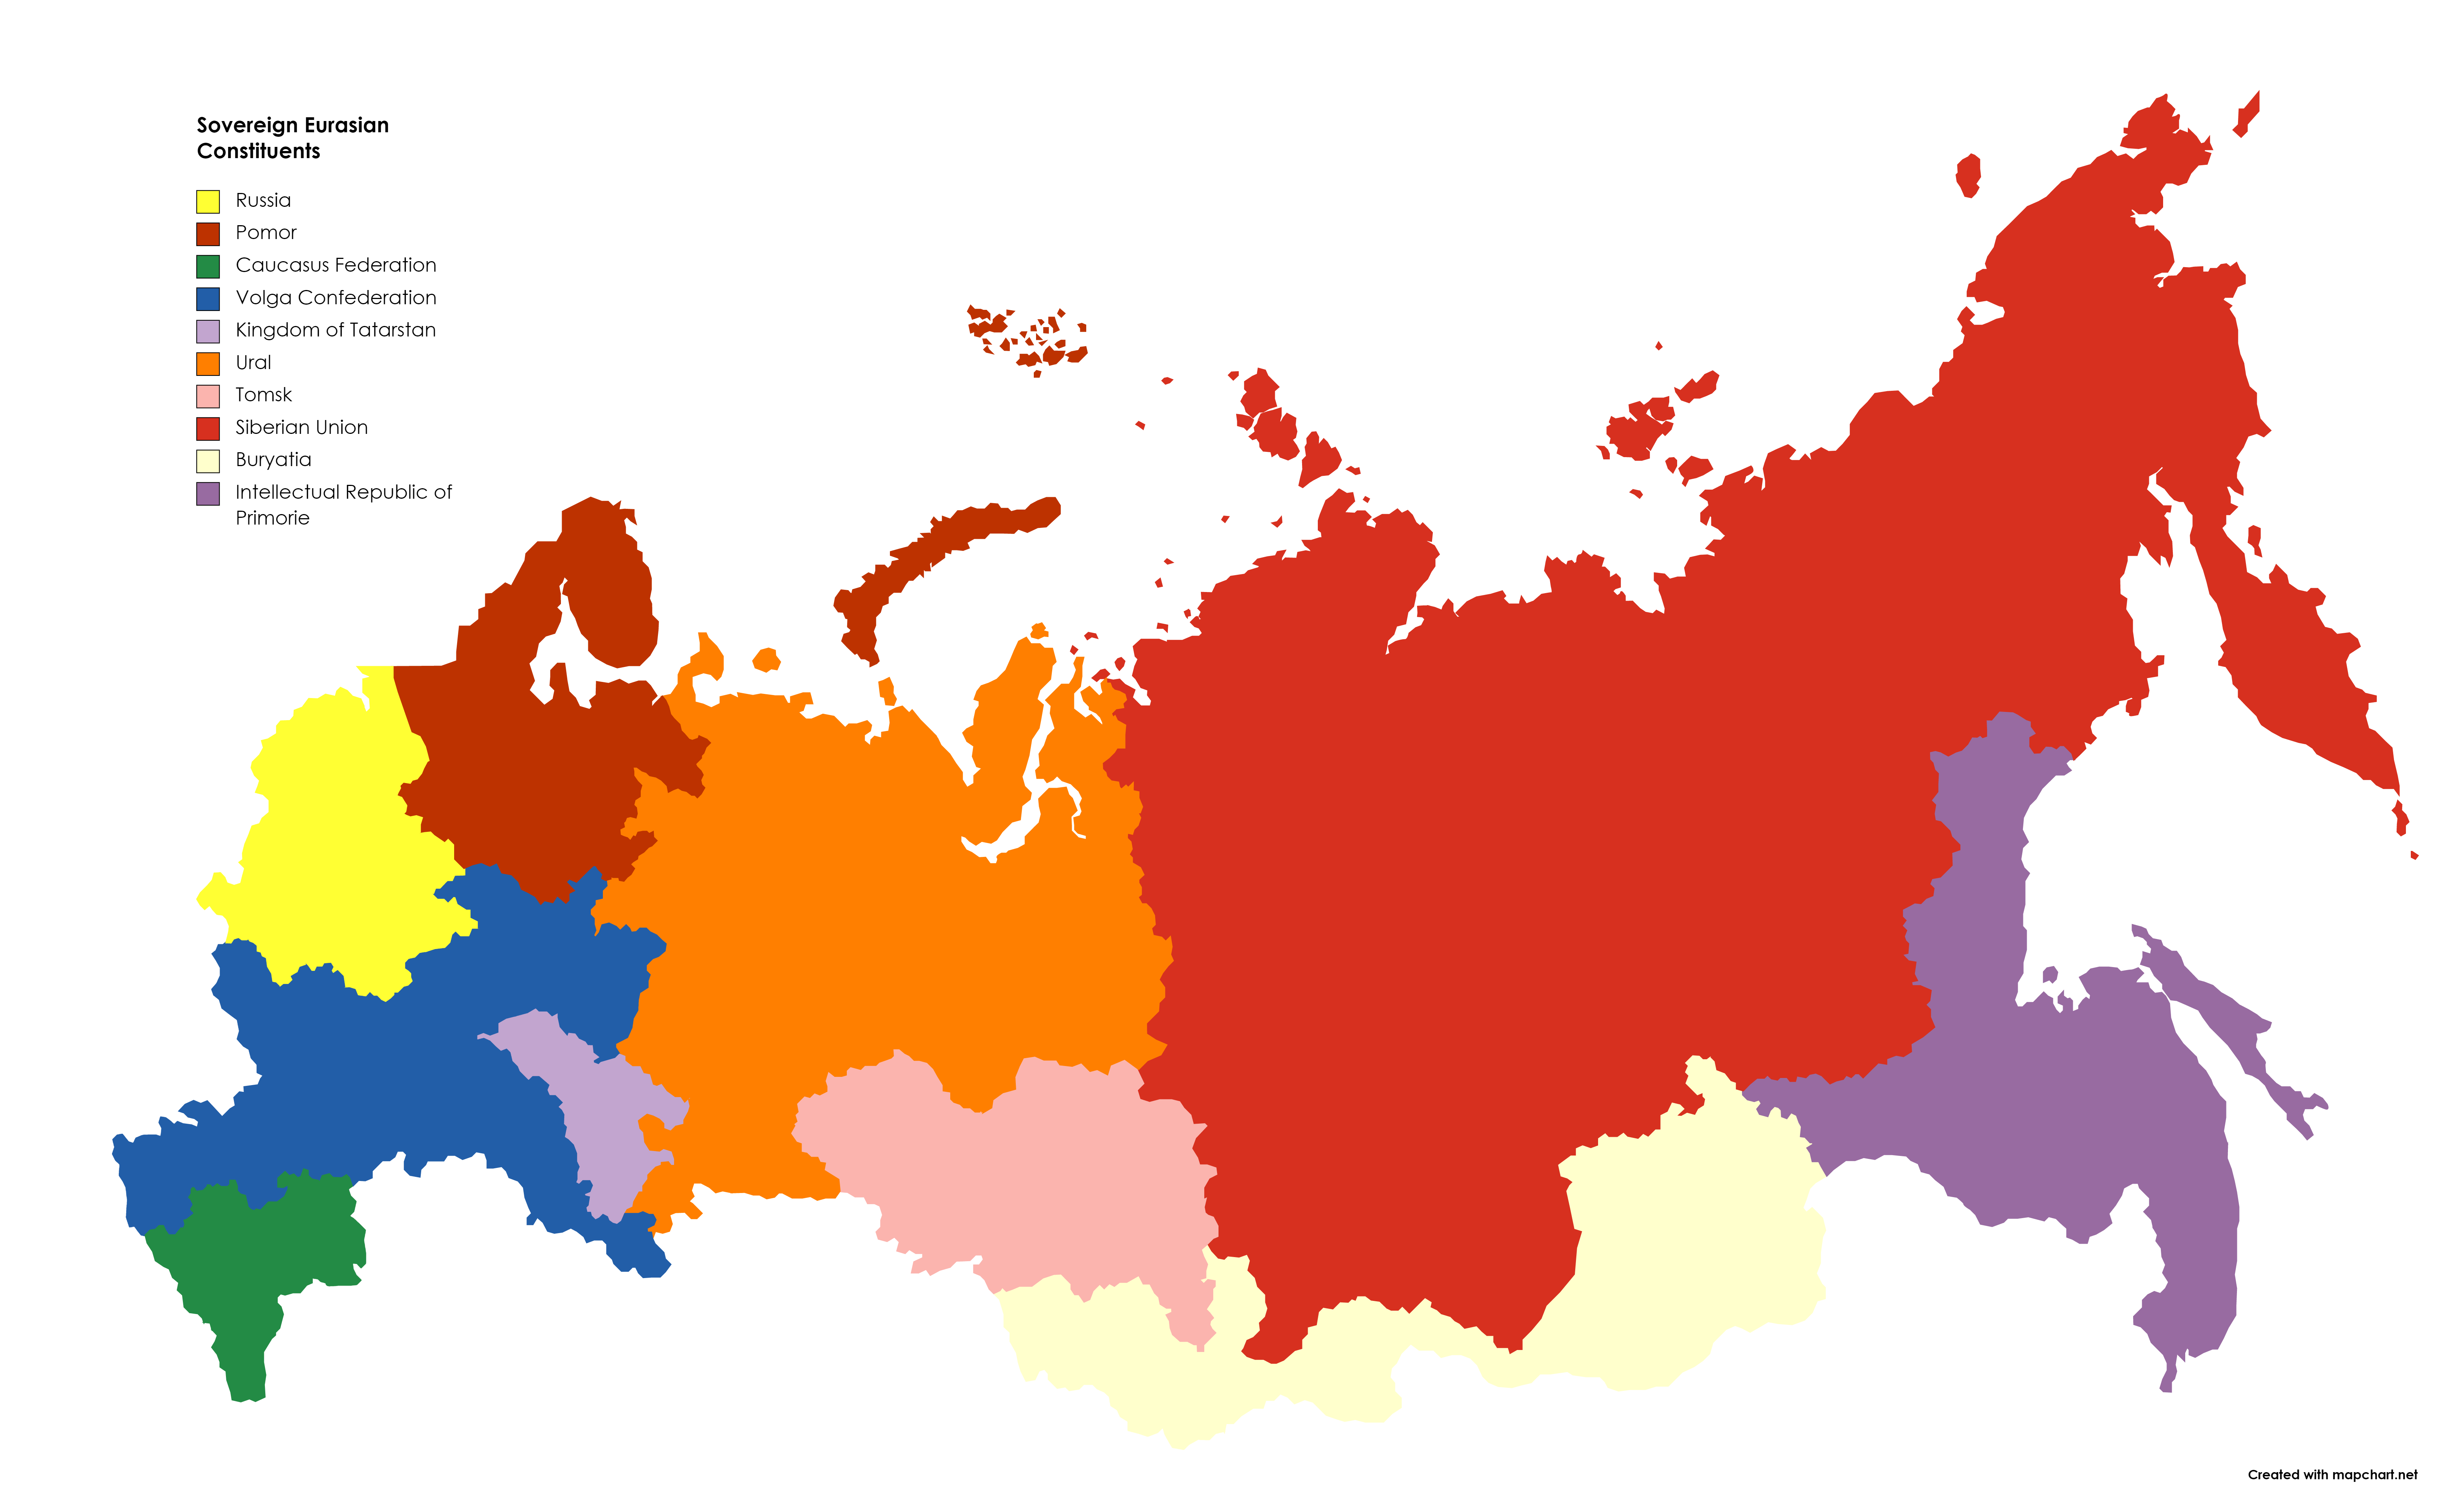 Sovereign Eurasian
Constituents
Russia
Pomor
Caucasus Federation
Volga Confederation
Kingdom of Tatarstan
Ural
Tomsk
Siberian Union
Buryatia
Intellectual Republic of
Primorie
Created with mapchart.net